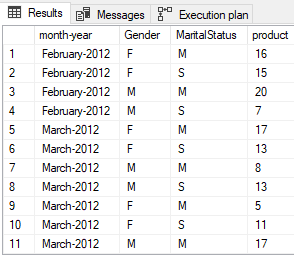 Results Messages Execution plan
month-year Gender MaritalStatus product
1 February-2012 F M 16
2 February-2012 F S 15
3 February-2012 M M 20
4 February-2012 M S 7
5 March-2012 F M 17
6 March-2012 F S 13
7 March-2012 M M 8
8 March-2012 M S 13
9 March-2012 F M 5
10 March-2012 F S 11
11 March-2012 M M 17